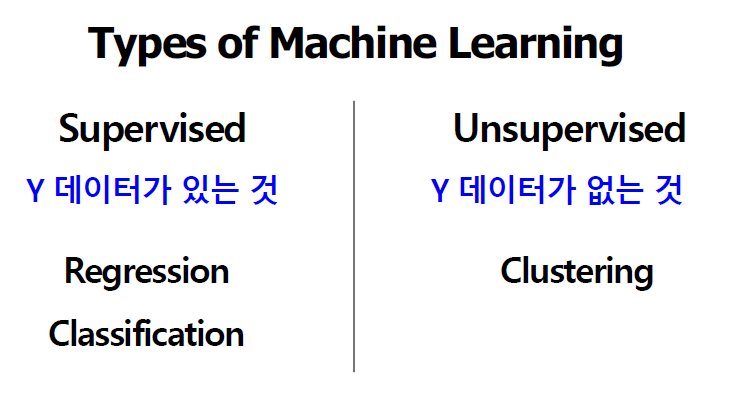 Types of Machine Learning
Supervised
Y 데이터가 있는 것
Regression
Classification
Unsupervised
Y 데이터가 없는 것
Clustering